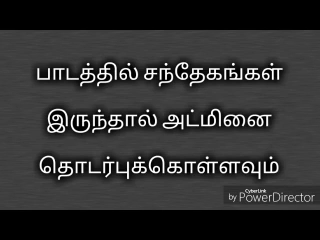 பாடத்தில் சந்தேகங்கள்
இருந்தால் அட்மினை
தொடர்புக்கொள்ளவும்
CyberLink
by PowerDirector